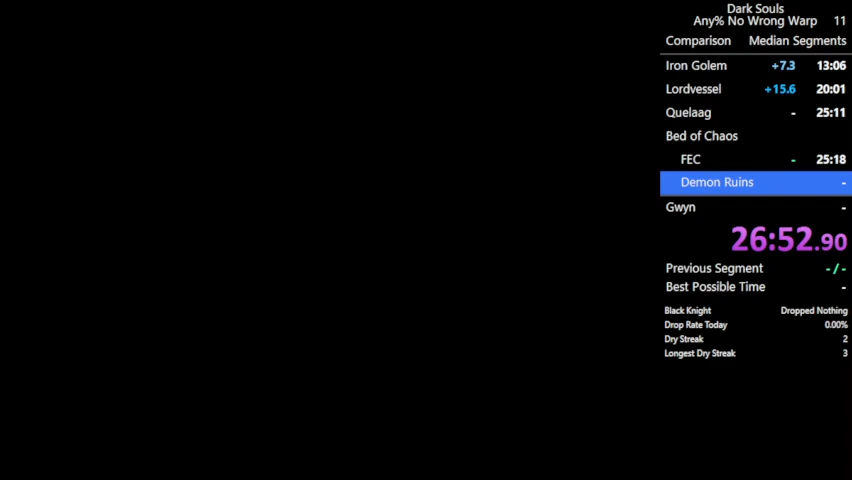 Dark Souls
Any% No Wrong Warp 11
Comparison Median Segments
Iron Golem +7.3 13:06
Lordvessel +15.6 20:01
Quelaag - 25:11
Bed of Chaos
FEC - 25:18
Demon Ruins -
Gwyn -
26:52.90
Previous Segment -/-
Best Possible Time -
Black Knight Dropped Nothing
Drop Rate Today 0.00%
Dry Streak 2
Longest Dry Streak 3